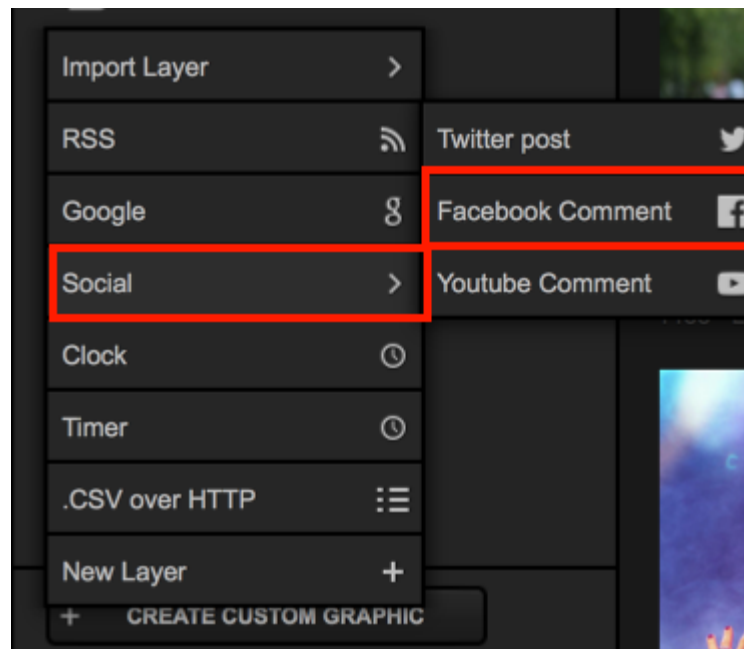 Import Layer
RSS
Twitter post
Google
Facebook Comment
Social
Youtube Comment
Clock
Timer
.CSV over HTTP
New Layer
+ CREATE CUSTOM GRAPHIC